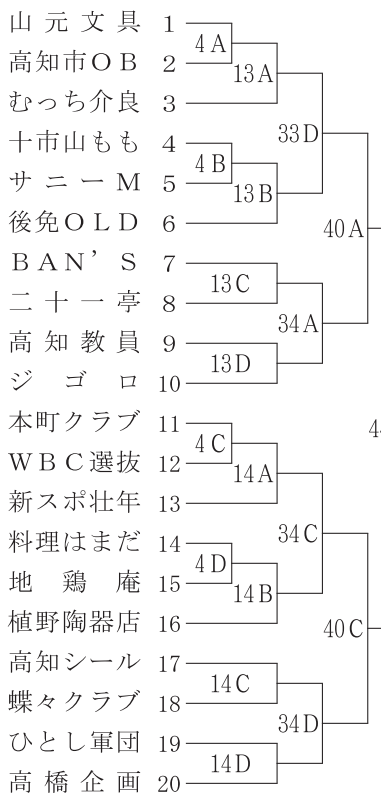 山元文具 1
4A
高知市OB 2
13A
むっち介良 3
33D
十市山もも 4
4B
サニーM 5
13B
後免OLD 6
40A
BAN'S 7
13C
二十一亭 8
34A
高知教員 9
13D
ジゴロ 10
本町クラブ 11
4C
WBC選抜 12
14A
新スポ壮年 13
34C
料理はまだ 14
4D
地鶏庵 15
14B
植野陶器店 16
40C
高知シール 17
14C
蝶々クラブ 18
34D
ひとし軍団 19
14D
高橋企画 20